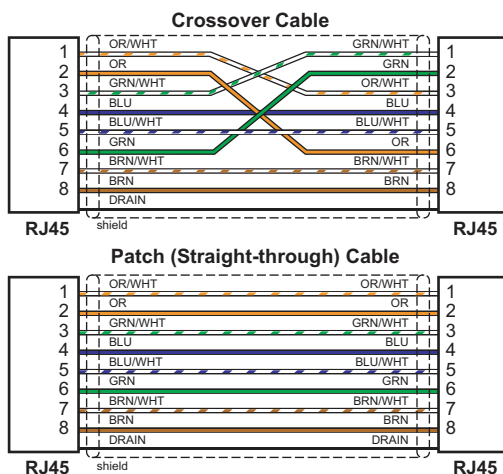 Crossover Cable
OR/WHT GRN/WHT
1 1
OR GRN
2 2
GRN/WHT OR/WHT
3 3
BLU BLU
4 4
BLU/WHT BLU/WHT
5 5
GRN OR
6 6
BRN/WHT BRN/WHT
7 7
BRN BRN
8 8
DRAIN
RJ45 shield RJ45
Patch (Straight-through) Cable
OR/WHT OR/WHT
1 1
OR OR
2 2
GRN/WHT GRN/WHT
3 3
BLU BLU
4 4
BLU/WHT BLU/WHT
5 5
GRN GRN
6 6
BRN/WHT BRN/WHT
7 7
BRN BRN
8 8
DRAIN DRAIN
RJ45 shield RJ45